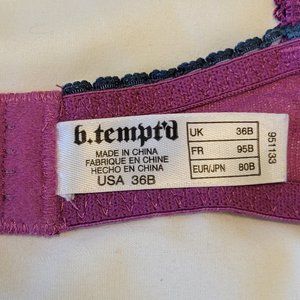 b.tempt'd
MADE IN CHINA
FABRIQUE EN CHINE
HECHO EN CHINA
USA 36B
UK 36B
FR 95B
EUR/JPN 80B
951133